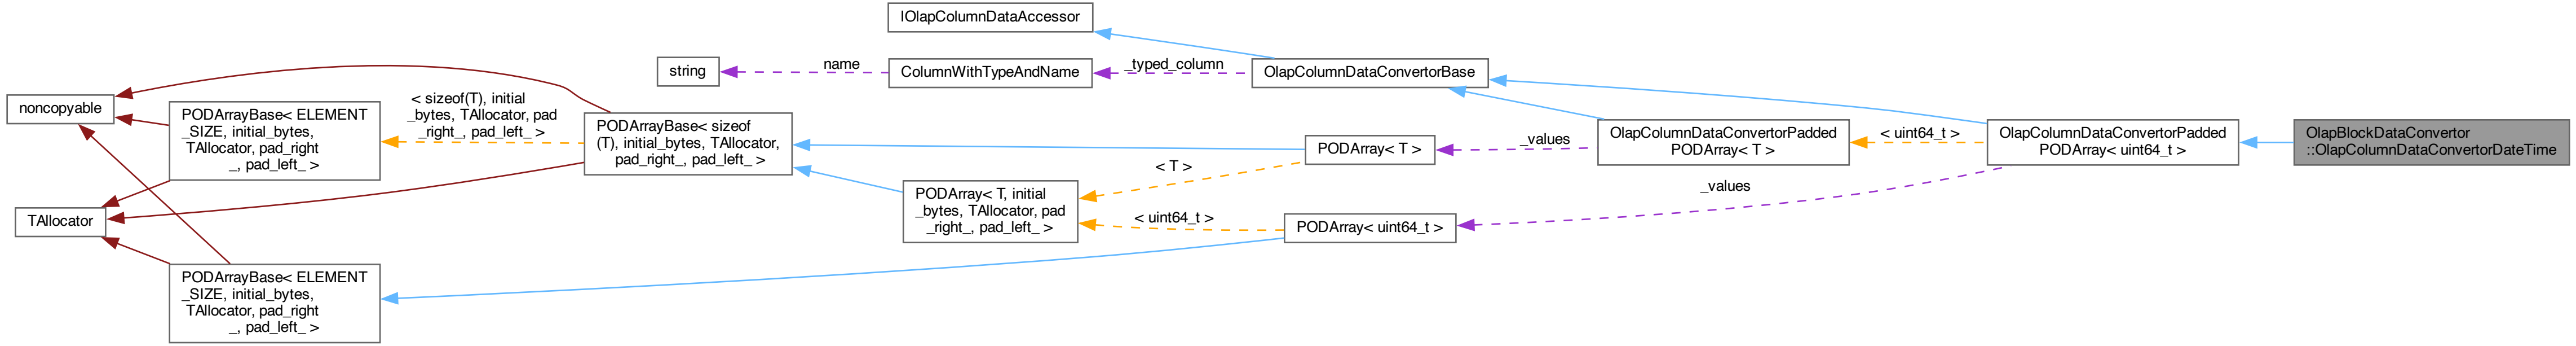 IOlapColumnDataAccessor
string
name
ColumnWithTypeAndName
_typed_column
OlapColumnDataConvertorBase
noncopyable
PODArrayBase< ELEMENT
_SIZE, initial_bytes,
TAllocator, pad_right
_, pad_left_ >
< sizeof(T), initial
_bytes, TAllocator, pad
_right_, pad_left_ >
PODArrayBase< sizeof
(T), initial_bytes, TAllocator,
pad_right_, pad_left_ >
PODArray< T >
_values
OlapColumnDataConvertorPadded
PODArray< T >
< uint64_t >
OlapColumnDataConvertorPadded
PODArray< uint64_t >
OlapBlockDataConvertor
::OlapColumnDataConvertorDateTime
TAllocator
< T >
PODArray< T, initial
_bytes, TAllocator, pad
_right_, pad_left_ >
< uint64_t >
PODArray< uint64_t >
_values
PODArrayBase< ELEMENT
_SIZE, initial_bytes,
TAllocator, pad_right
_, pad_left_ >